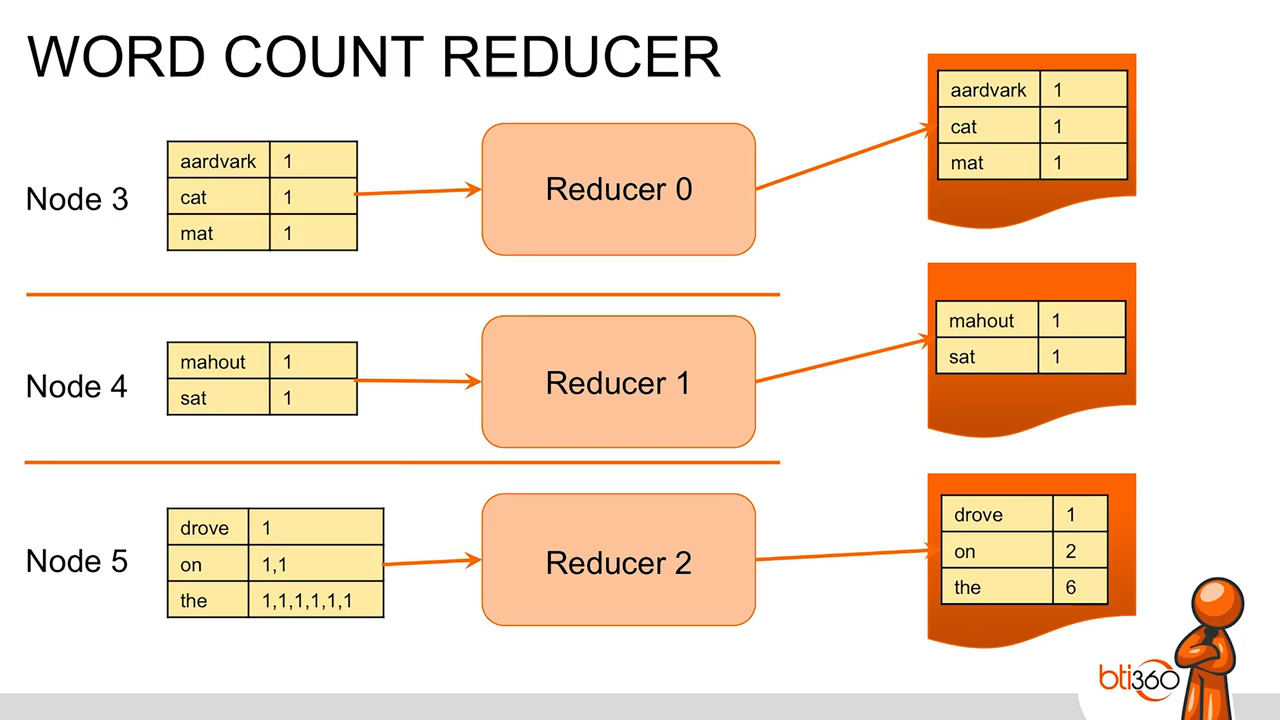 WORD COUNT REDUCER
Node 3
aardvark 1
cat 1
mat 1
Reducer 0
aardvark 1
cat 1
mat 1
Node 4
mahout 1
sat 1
Reducer 1
mahout 1
sat 1
Node 5
drove 1
on 1,1
the 1,1,1,1,1,1
Reducer 2
drove 1
on 2
the 6
bti360